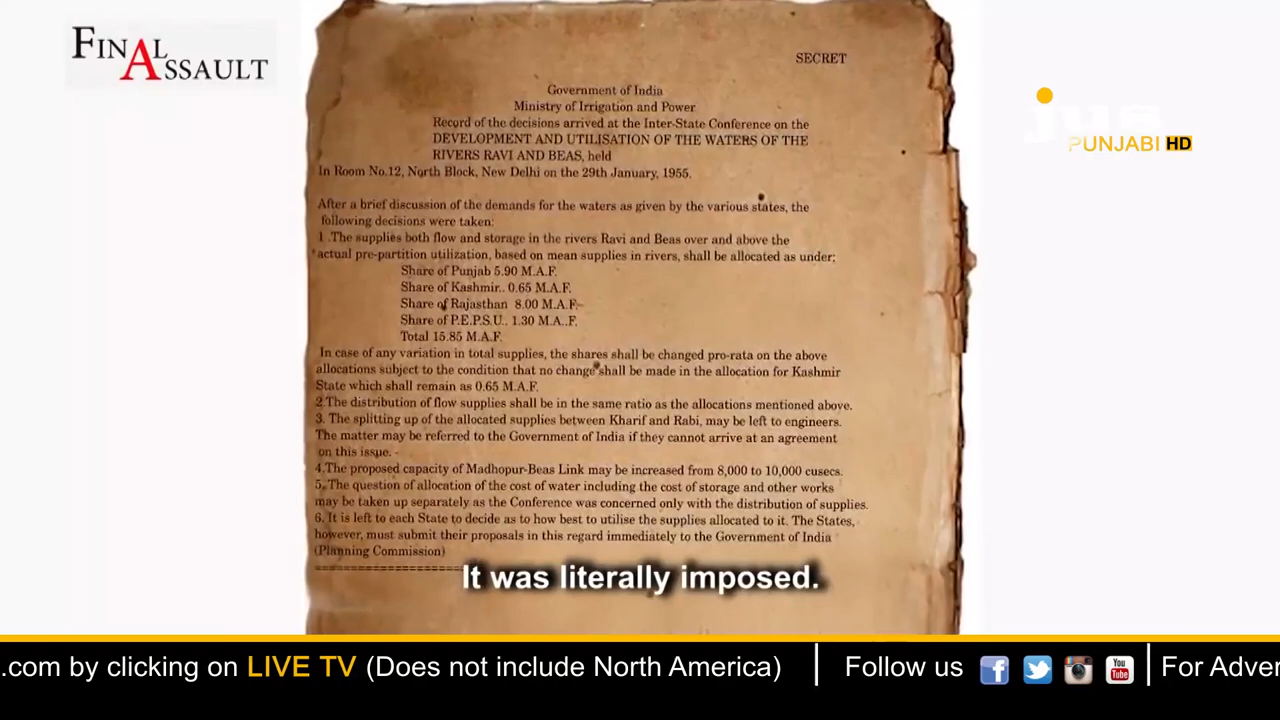 FINAL ASSAULT
SECRET
jus
PUNJABI HD
Government of India
Ministry of Irrigation and Power
Record of the decisions arrived at the Inter-State Conference on the
DEVELOPMENT AND UTILISATION OF THE WATERS OF THE
RIVERS RAVI AND BEAS, held
In Room No.12, North Block, New Delhi on the 29th January, 1955.
After a brief discussion of the demands for the waters as given by the various states, the
following decisions were taken:
1 .The supplies both flow and storage in the rivers Ravi and Beas over and above the
actual pre-partition utilization, based on mean supplies in rivers, shall be allocated as under;
Share of Punjab 5.90 M.A.F.
Share of Kashmir.. 0.65 M.A.F.
Share of Rajasthan 8.00 M.A.F.
Share of P.E.P.S.U.. 1.30 M.A..F.
Total 15.85 M.A.F.
In case of any variation in total supplies, the shares shall be changed pro-rata on the above
allocations subject to the condition that no change shall be made in the allocation for Kashmir
State which shall remain as 0.65 M.A.F.
2.The distribution of flow supplies shall be in the same ratio as the allocations mentioned above.
3. The splitting up of the allocated supplies between Kharif and Rabi, may be left to engineers.
The matter may be referred to the Government of India if they cannot arrive at an agreement
on this issue. -
4.The proposed capacity of Madhopur-Beas Link may be increased from 8,000 to 10,000 cusecs.
5. The question of allocation of the cost of water including the cost of storage and other works
may be taken up separately as the Conference was concerned only with the distribution of supplies.
6. It is left to each State to decide as to how best to utilise the supplies allocated to it. The States,
however, must submit their proposals in this regard immediately to the Government of India
(Planning Commission)
It was literally imposed.
.com by clicking on LIVE TV (Does not include North America) | Follow us You Tube | For Adver